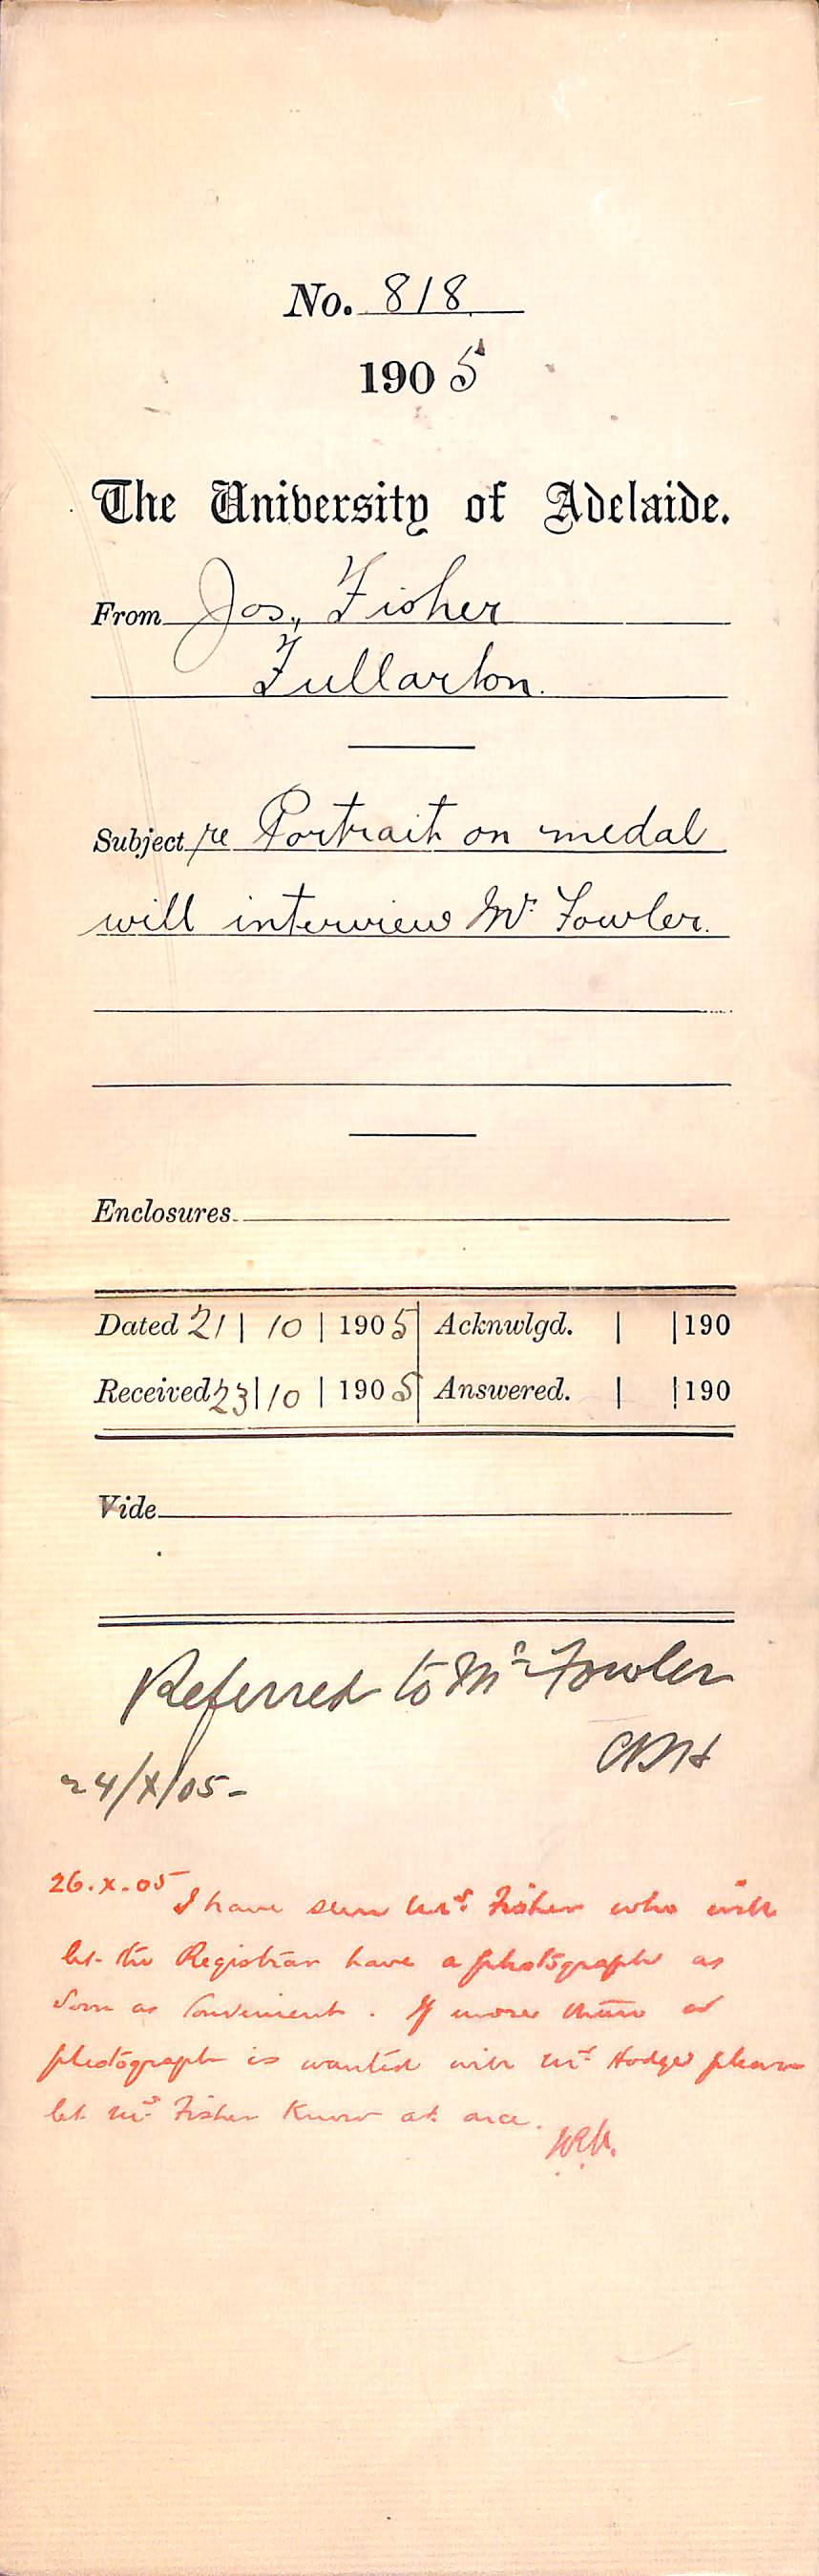 No. 818
1905
The University of Adelaide.
From Jos. Fisher
Fullarton.
Subject re Portrait on medal
will interview Mr Fowler.
Enclosures
Dated 21 | 10 | 1905 | Acknwlgd. | | 190
Received 23 | 10 | 1905 | Answered. | | 190
Vide
Referred to Mr Fowler
24/X/05-
26.X.05 I have seen Mr. Fisher who will
let the Registrar have a photograph as
soon as convenient. If more than a
photograph is wanted will Mr Hodge please
let Mr Fisher know at once.